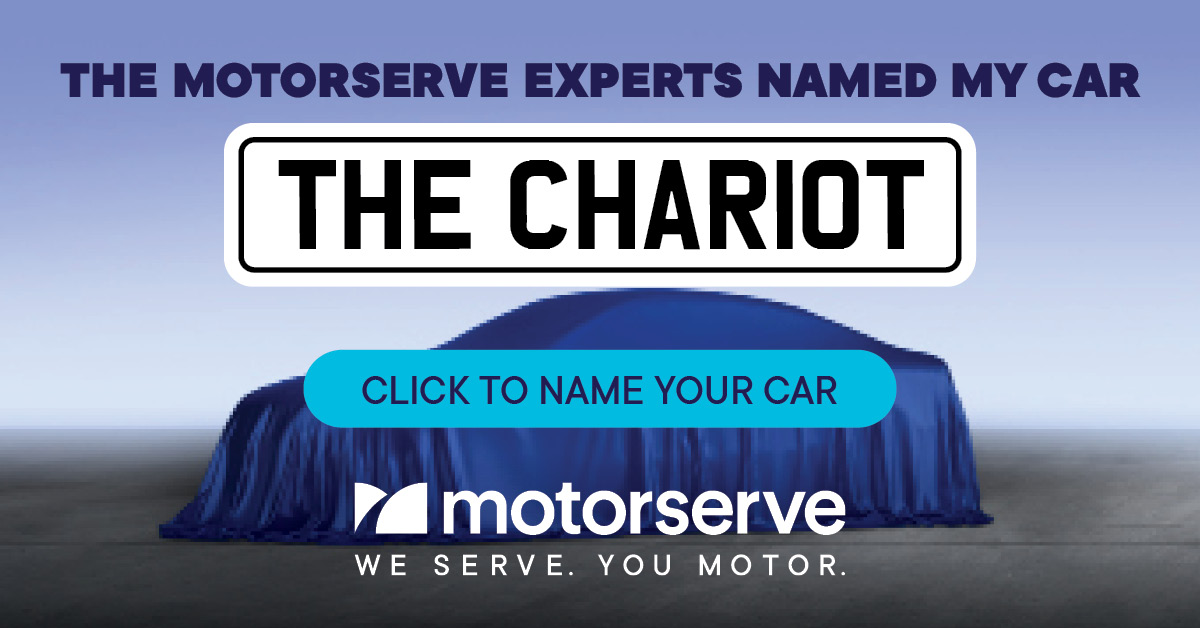 THE MOTORSERVE EXPERTS NAMED MY CAR
THE CHARIOT
CLICK TO NAME YOUR CAR
motorserve
WE SERVE. YOU MOTOR.